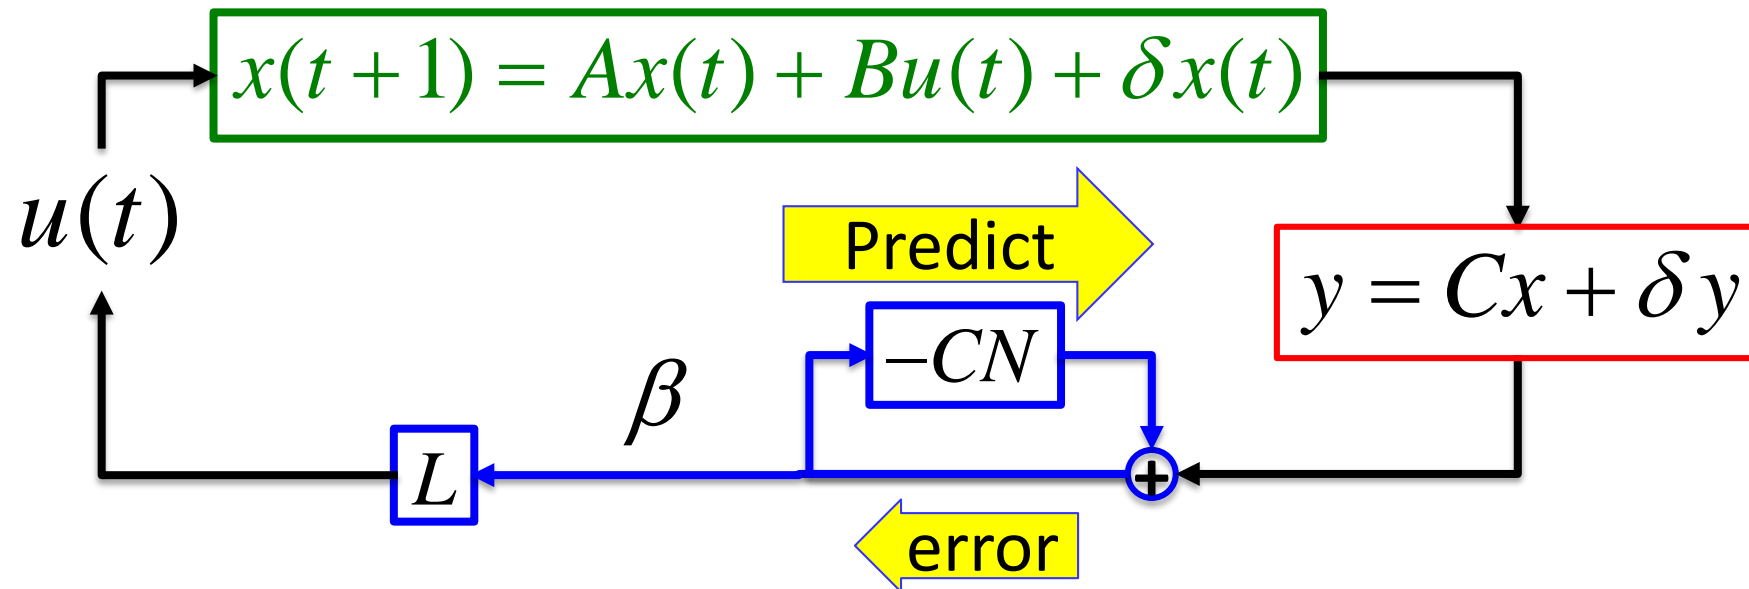 x(t + 1) = Ax(t) + Bu(t) + δx(t)
u(t)
Predict
y = Cx + δy
−CN
β
L
+
error